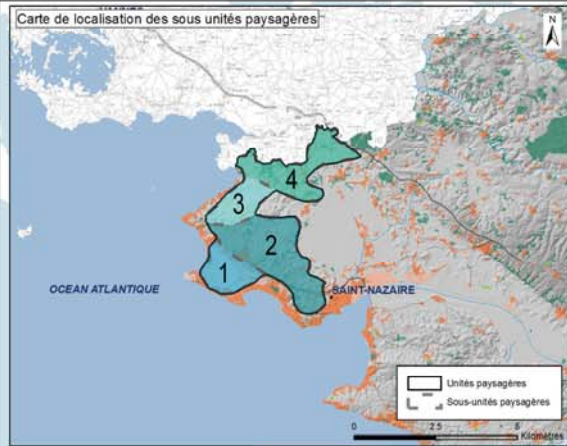 Carte de localisation des sous unités paysagères
N
4
3
2
1
OCEAN ATLANTIQUE
SAINT-NAZAIRE
Unités paysagères
Sous-unités paysagères
0 2.5 5
Kilomètres